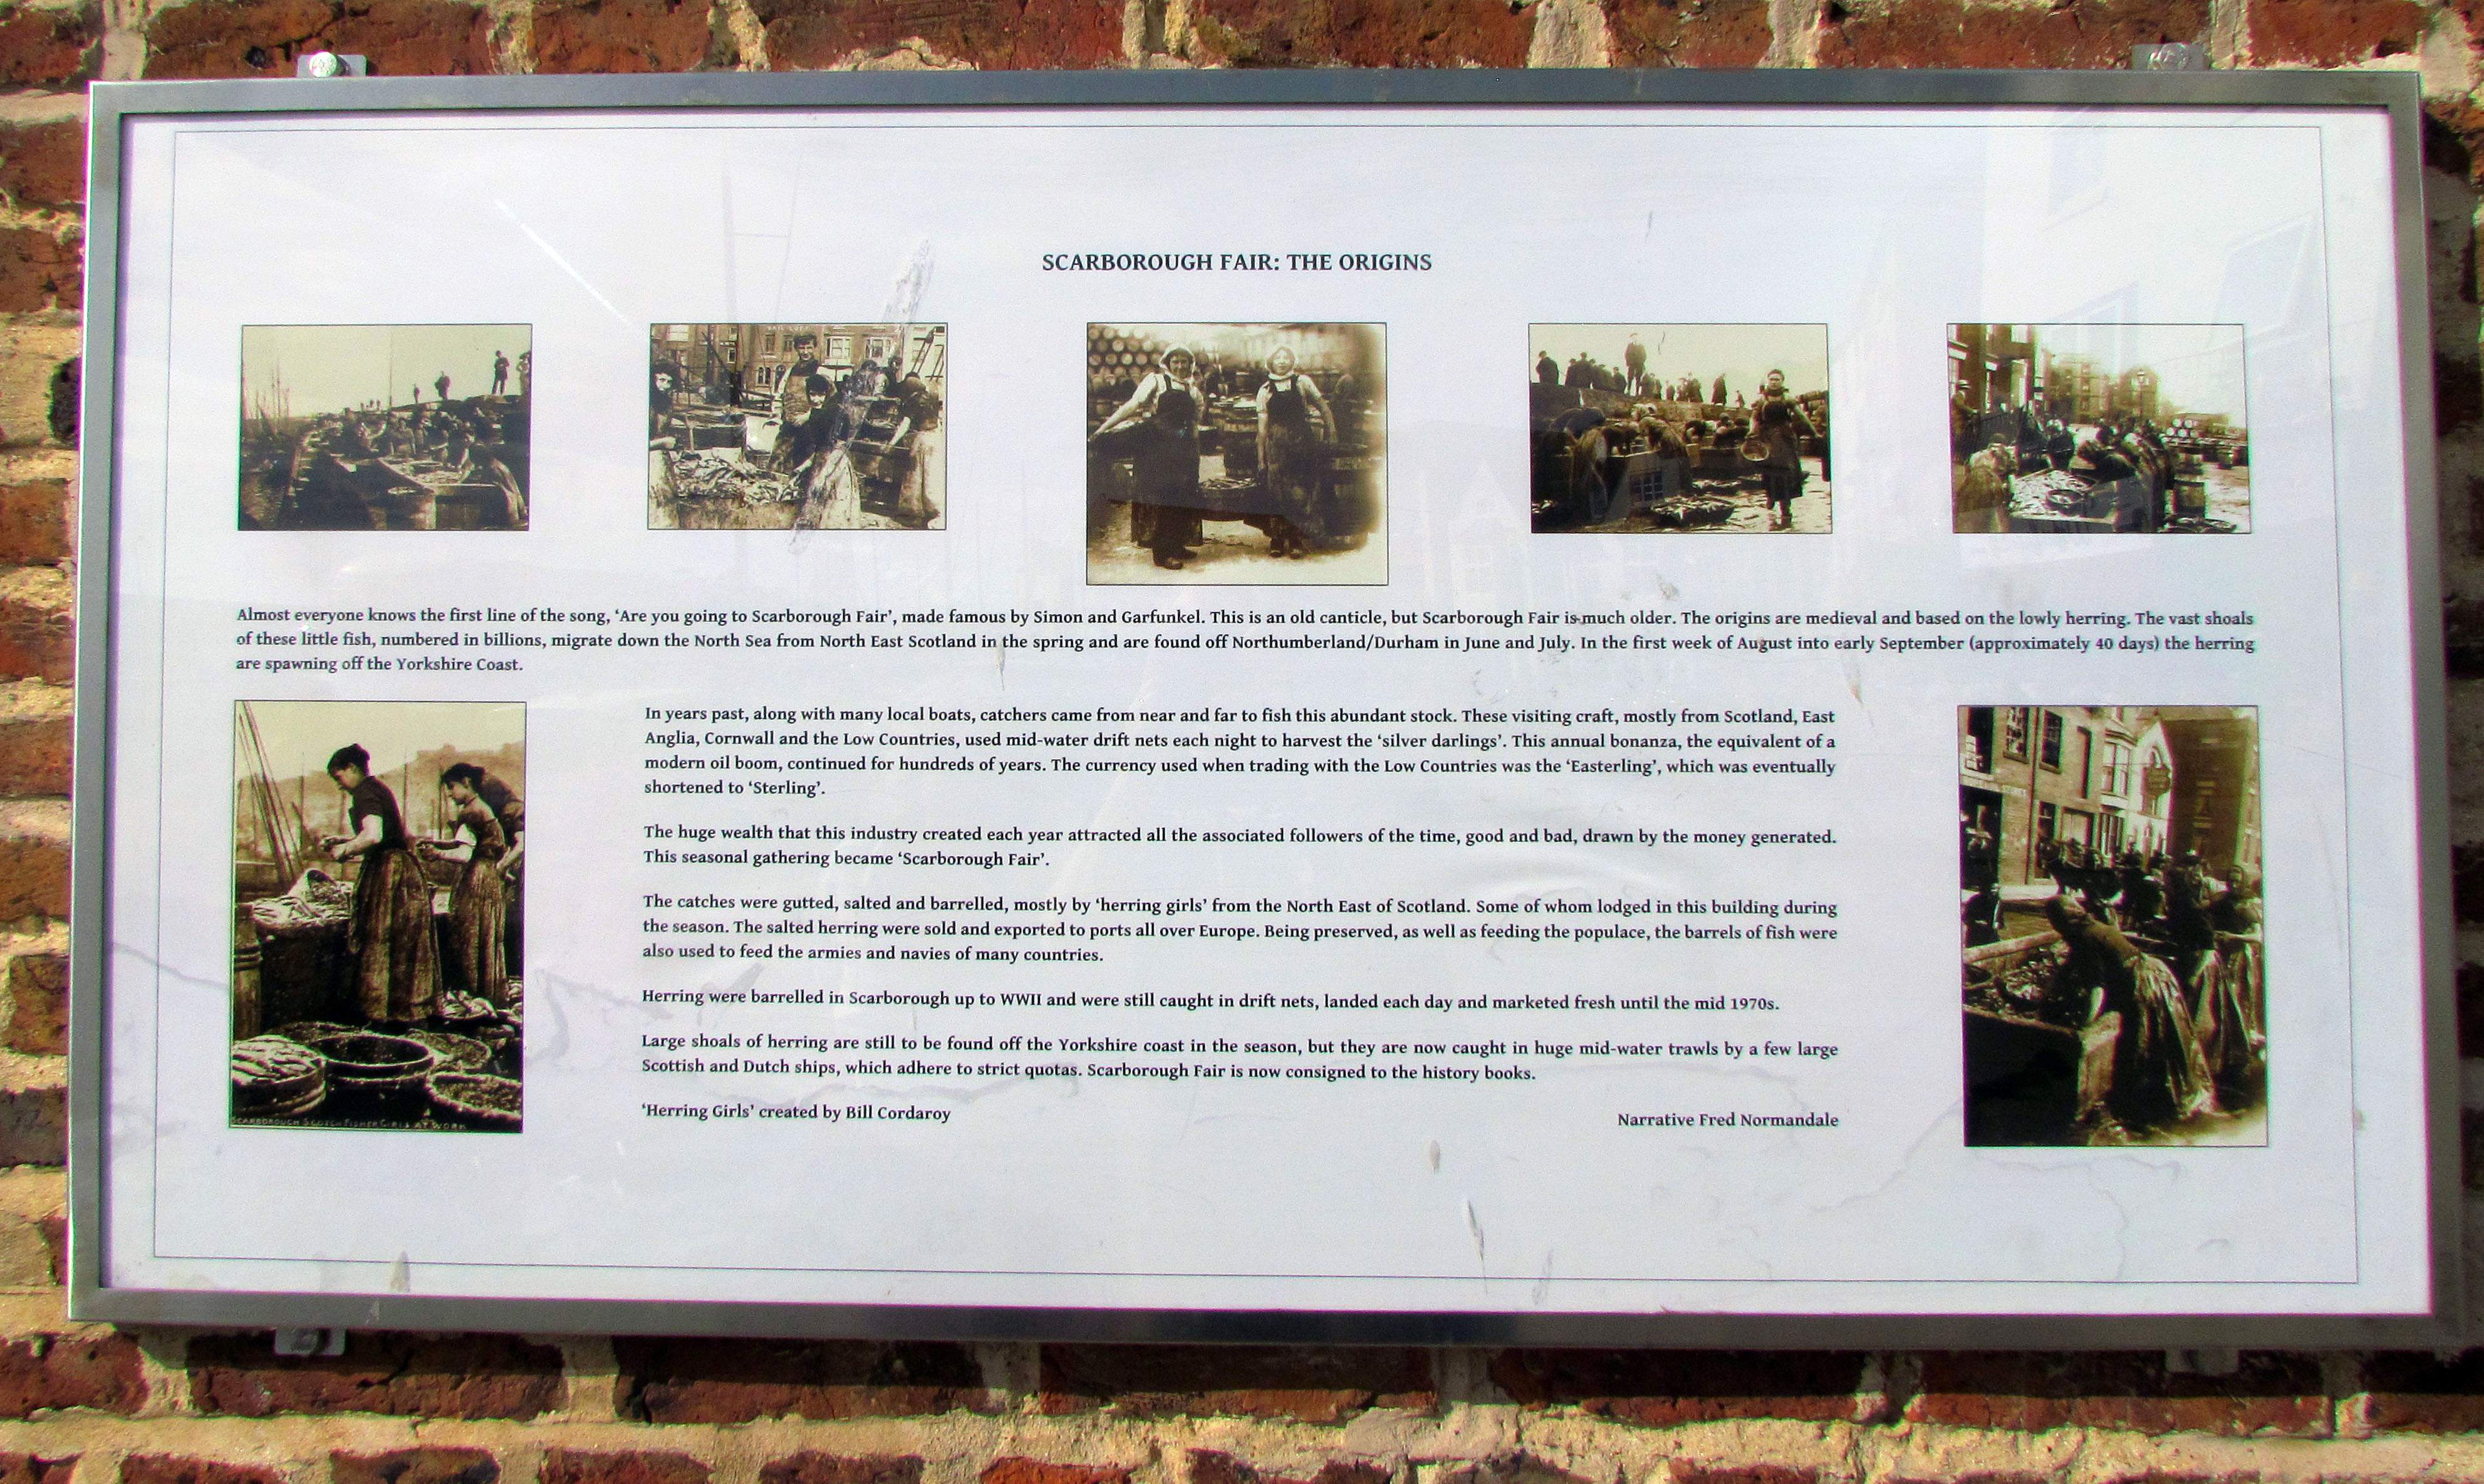 SCARBOROUGH FAIR: THE ORIGINS
Almost everyone knows the first line of the song, ‘Are you going to Scarborough Fair’, made famous by Simon and Garfunkel. This is an old canticle, but Scarborough Fair is much older. The origins are medieval and based on the lowly herring. The vast shoals
of these little fish, numbered in billions, migrate down the North Sea from North East Scotland in the spring and are found off Northumberland/Durham in June and July. In the first week of August into early September (approximately 40 days) the herring
are spawning off the Yorkshire Coast.
In years past, along with many local boats, catchers came from near and far to fish this abundant stock. These visiting craft, mostly from Scotland, East
Anglia, Cornwall and the Low Countries, used mid-water drift nets each night to harvest the ‘silver darlings’. This annual bonanza, the equivalent of a
modern oil boom, continued for hundreds of years. The currency used when trading with the Low Countries was the ‘Easterling’, which was eventually
shortened to ‘Sterling’.
The huge wealth that this industry created each year attracted all the associated followers of the time, good and bad, drawn by the money generated.
This seasonal gathering became ‘Scarborough Fair’.
The catches were gutted, salted and barrelled, mostly by ‘herring girls’ from the North East of Scotland. Some of whom lodged in this building during
the season. The salted herring were sold and exported to ports all over Europe. Being preserved, as well as feeding the populace, the barrels of fish were
also used to feed the armies and navies of many countries.
Herring were barrelled in Scarborough up to WWII and were still caught in drift nets, landed each day and marketed fresh until the mid 1970s.
Large shoals of herring are still to be found off the Yorkshire coast in the season, but they are now caught in huge mid-water trawls by a few large
Scottish and Dutch ships, which adhere to strict quotas. Scarborough Fair is now consigned to the history books.
‘Herring Girls’ created by Bill Cordaroy
Narrative Fred Normandale
SCARBOROUGH SCOTCH FISHER GIRLS AT WORK